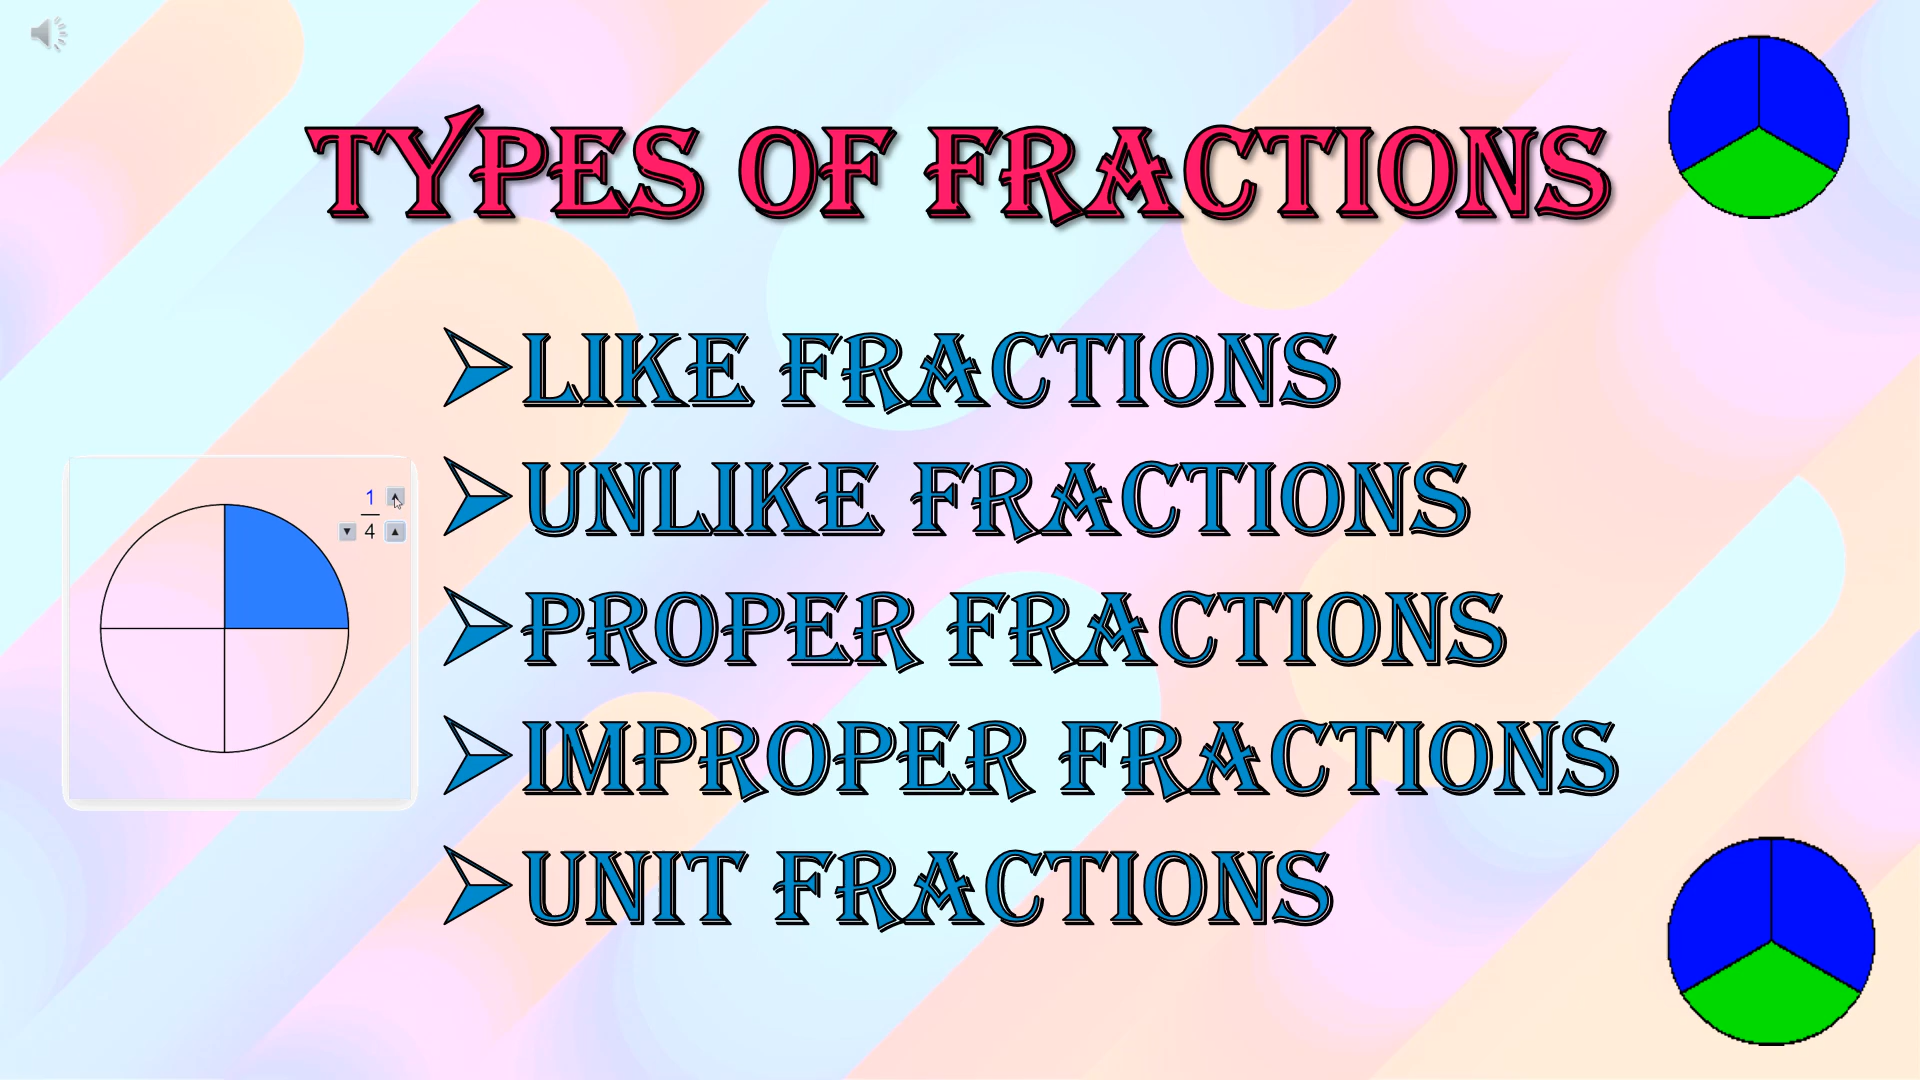 TYPES OF FRACTIONS
LIKE FRACTIONS
UNLIKE FRACTIONS
PROPER FRACTIONS
IMPROPER FRACTIONS
UNIT FRACTIONS
1
4